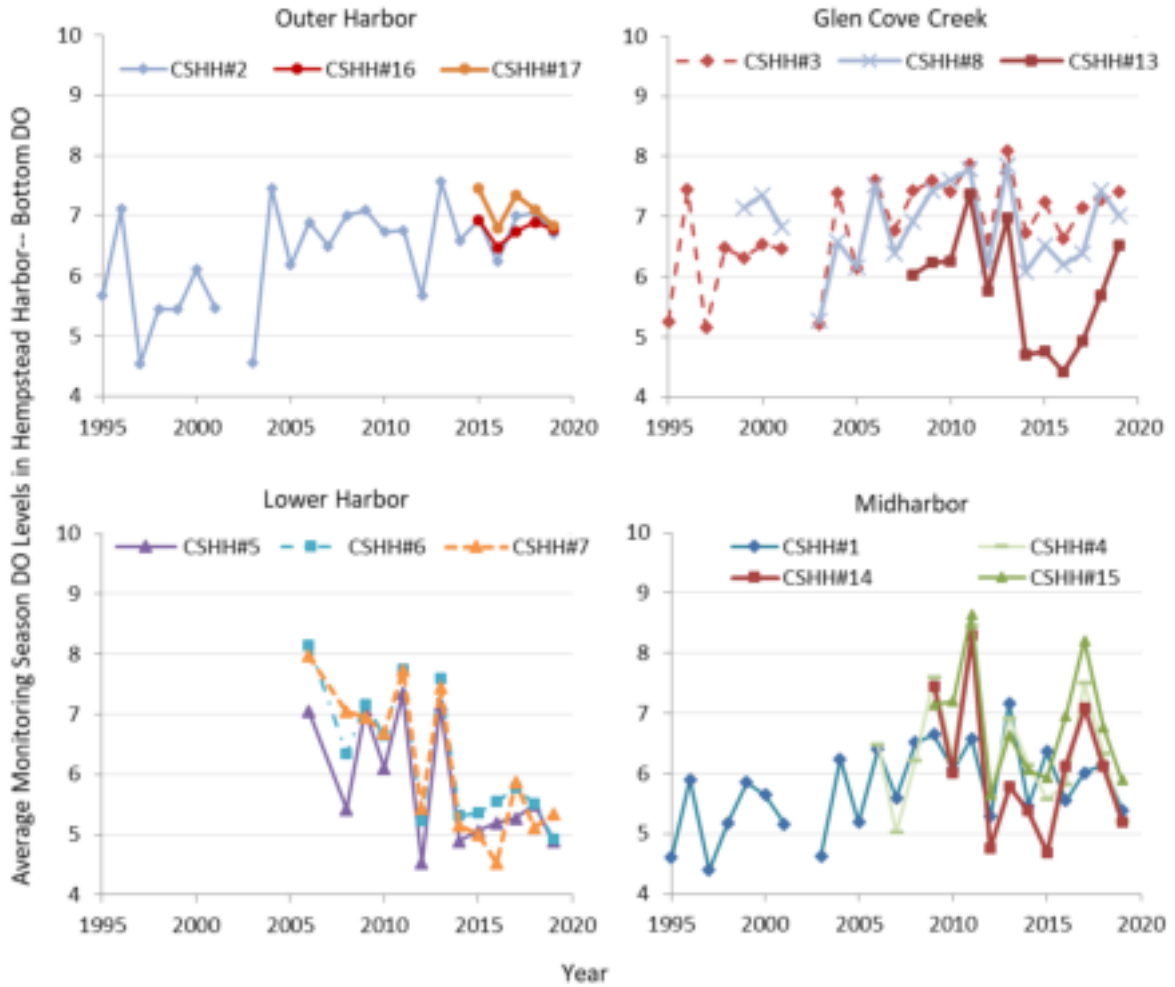 Average Monitoring Season DO Levels in Hempstead Harbor-- Bottom DO
Outer Harbor
CSHH#2 CSHH#16 CSHH#17
10
9
8
7
6
5
4
1995 2000 2005 2010 2015 2020
Glen Cove Creek
CSHH#3 CSHH#8 CSHH#13
10
9
8
7
6
5
4
1995 2000 2005 2010 2015 2020
Lower Harbor
CSHH#5 CSHH#6 CSHH#7
10
9
8
7
6
5
4
1995 2000 2005 2010 2015 2020
Midharbor
CSHH#1 CSHH#4
CSHH#14 CSHH#15
10
9
8
7
6
5
4
1995 2000 2005 2010 2015 2020
Year